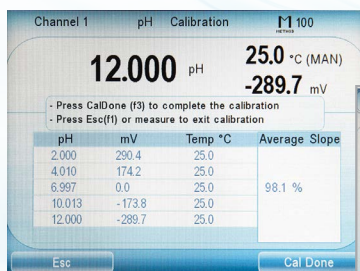 Channel 1 pH Calibration M 100
METHOD
12.000 pH 25.0 °C (MAN)
-289.7 mV
- Press CalDone (f3) to complete the calibration
- Press Esc(f1) or measure to exit calibration
pH mV Temp °C Average Slope
2.000 290.4 25.0
4.010 174.2 25.0
6.997 0.0 25.0 98.1 %
10.013 -173.8 25.0
12.000 -289.7 25.0
Esc Cal Done